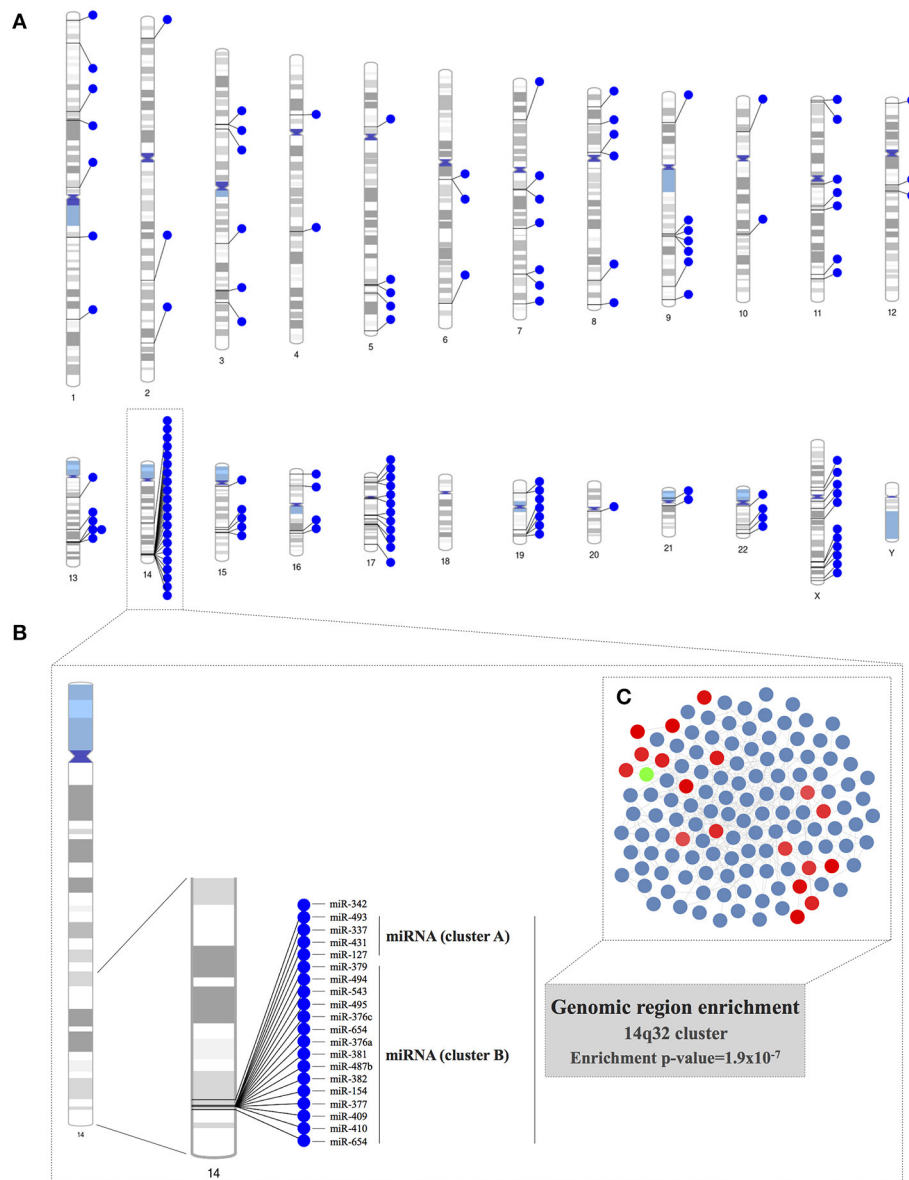 A
1
2
3
4
5
6
7
8
9
10
11
12
13
14
15
16
17
18
19
20
21
22
X
Y
B
C
miR-342
miR-493
miR-337
miR-431
miR-127
miR-379
miR-494
miR-543
miR-495
miR-376c
miR-654
miR-376a
miR-381
miR-487b
miR-382
miR-154
miR-377
miR-409
miR-410
miR-654
miRNA (cluster A)
miRNA (cluster B)
14
14
Genomic region enrichment
14q32 cluster
Enrichment p-value=1.9x10⁻⁷